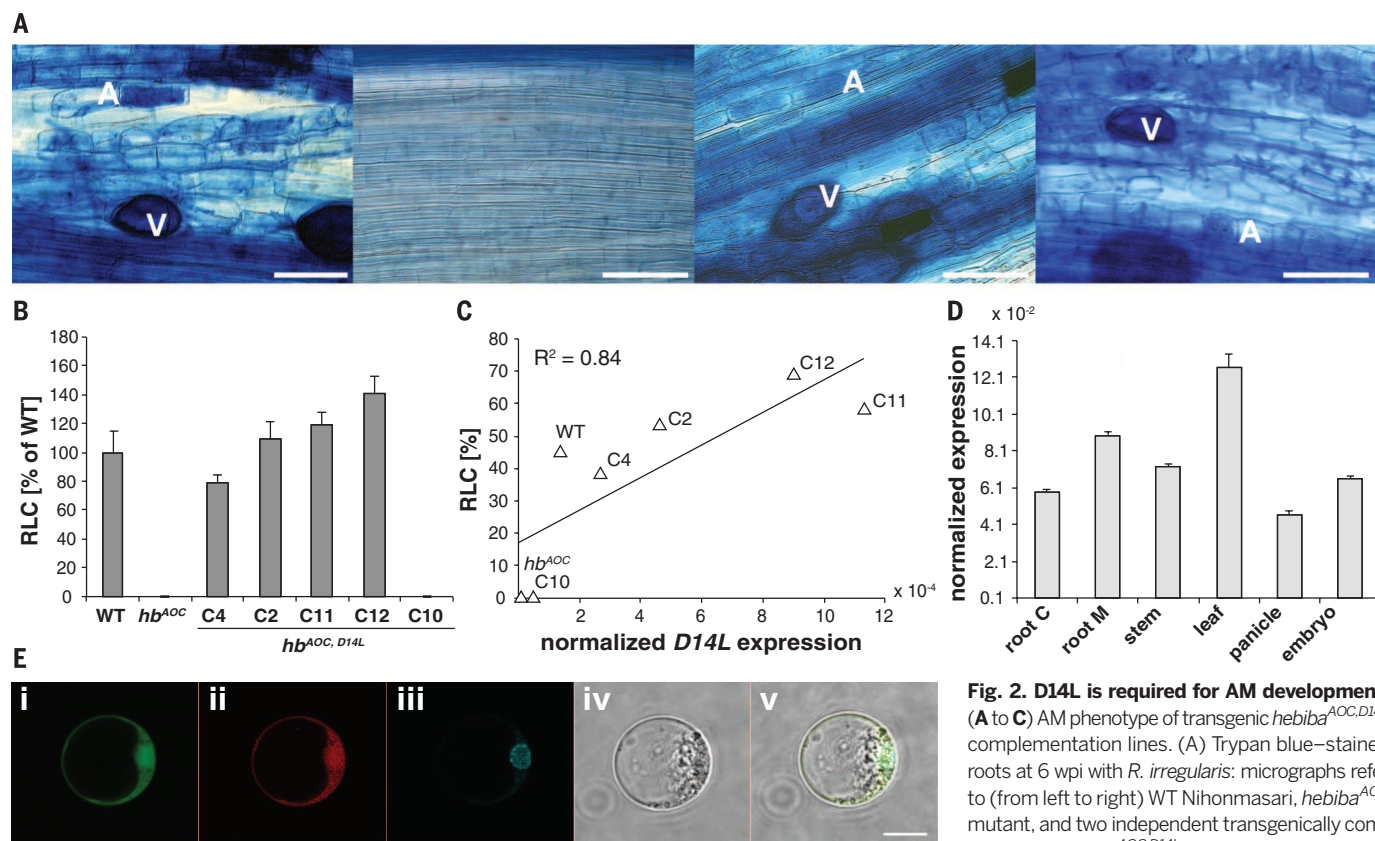 A
A
V
A
V
V
A
B
180
160
140
120
100
80
60
40
20
0
RLC [% of WT]
WT
hb^AOC
C4
C2
C11
C12
C10
hb^AOC, D14L
C
80
70
60
50
40
30
20
10
0
RLC [%]
R² = 0.84
WT
C4
C2
C12
C11
hb^AOC
C10
2
4
6
8
10
12
x 10⁻⁴
normalized D14L expression
D
x 10⁻²
14.1
12.1
10.1
8.1
6.1
4.1
2.1
0.1
normalized expression
root C
root M
stem
leaf
panicle
embryo
E
i
ii
iii
iv
v
Fig. 2. D14L is required for AM developmen
(A to C) AM phenotype of transgenic hebiba^AOC,D14
complementation lines. (A) Trypan blue–staine
roots at 6 wpi with R. irregularis: micrographs refe
to (from left to right) WT Nihonmasari, hebiba^AO
mutant, and two independent transgenically con